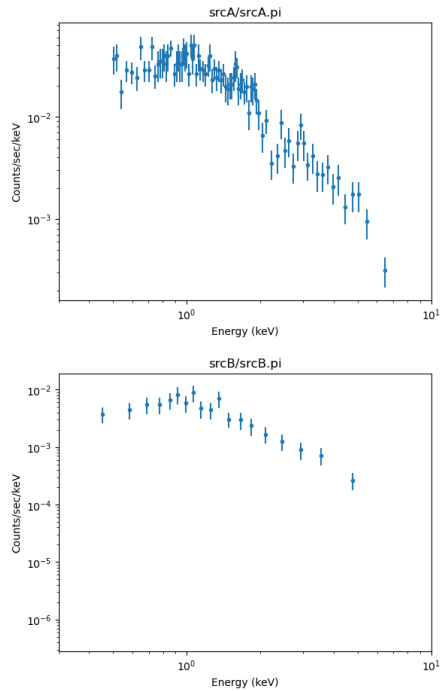 srcA/srcA.pi
Counts/sec/keV
10⁻²
10⁻³
10⁰
10¹
Energy (keV)
srcB/srcB.pi
Counts/sec/keV
10⁻²
10⁻³
10⁻⁴
10⁻⁵
10⁻⁶
10⁰
10¹
Energy (keV)